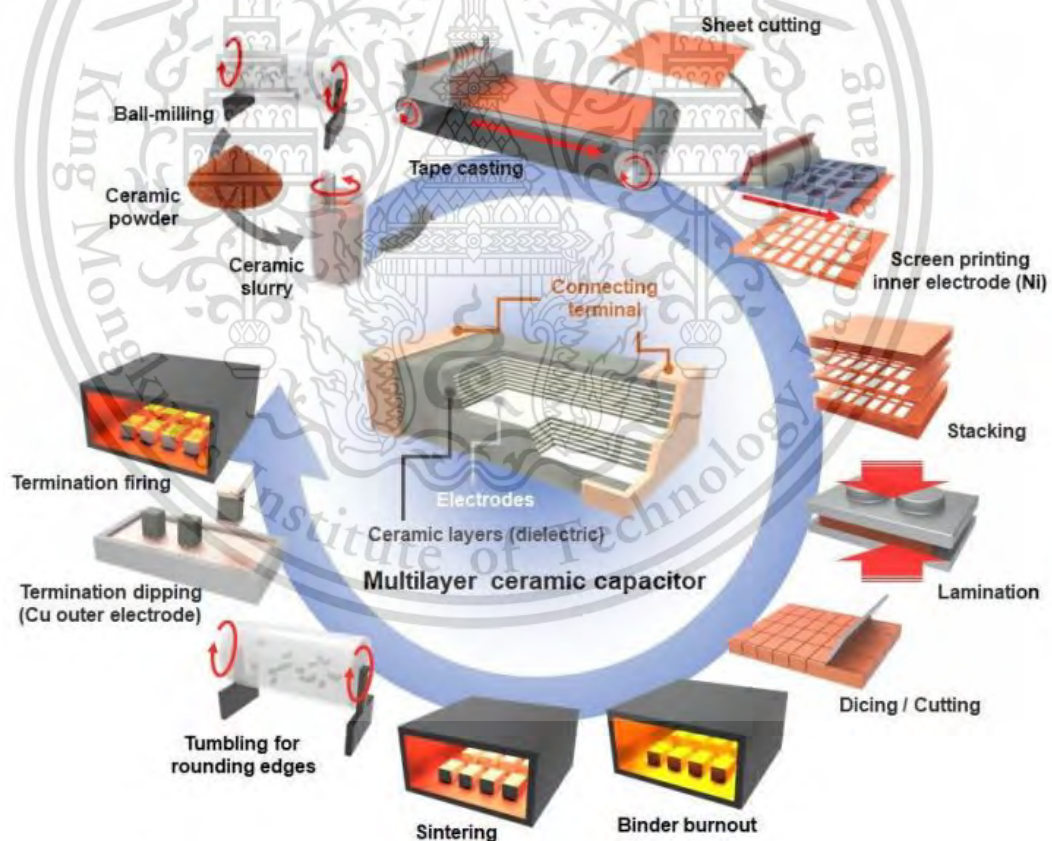 Sheet cutting
Ball-milling
Tape casting
Ceramic
powder
Ceramic
slurry
Screen printing
inner electrode (Ni)
Connecting
terminal
Stacking
Termination firing
Electrodes
Ceramic layers (dielectric)
Multilayer ceramic capacitor
Lamination
Termination dipping
(Cu outer electrode)
Dicing / Cutting
Tumbling for
rounding edges
Sintering
Binder burnout
King Mongkut's Institute of Technology Ladkrabang